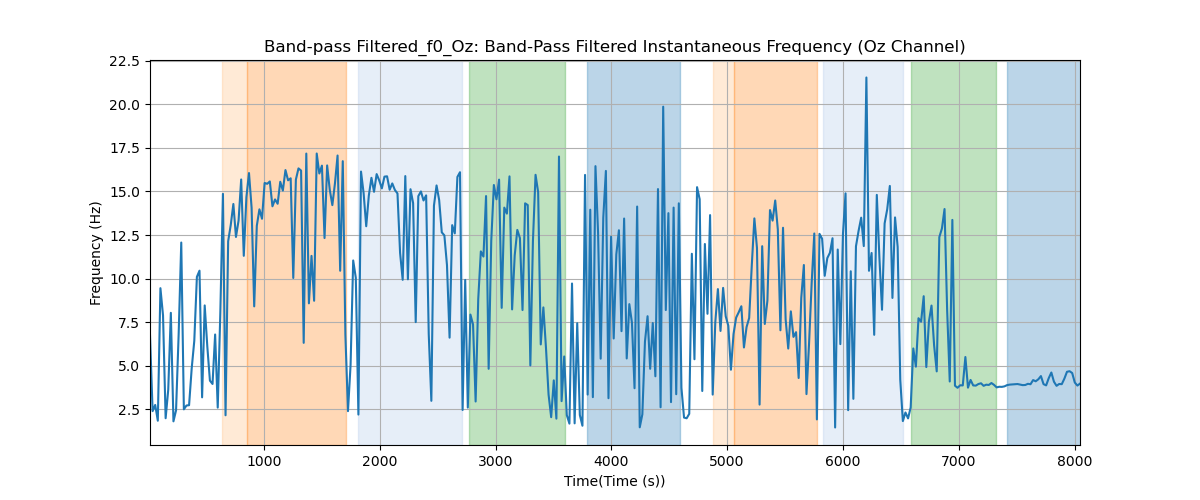 Band-pass Filtered_f0_Oz: Band-Pass Filtered Instantaneous Frequency (Oz Channel)
22.5
20.0
17.5
15.0
12.5
10.0
7.5
5.0
2.5
Frequency (Hz)
1000 2000 3000 4000 5000 6000 7000 8000
Time(Time (s))